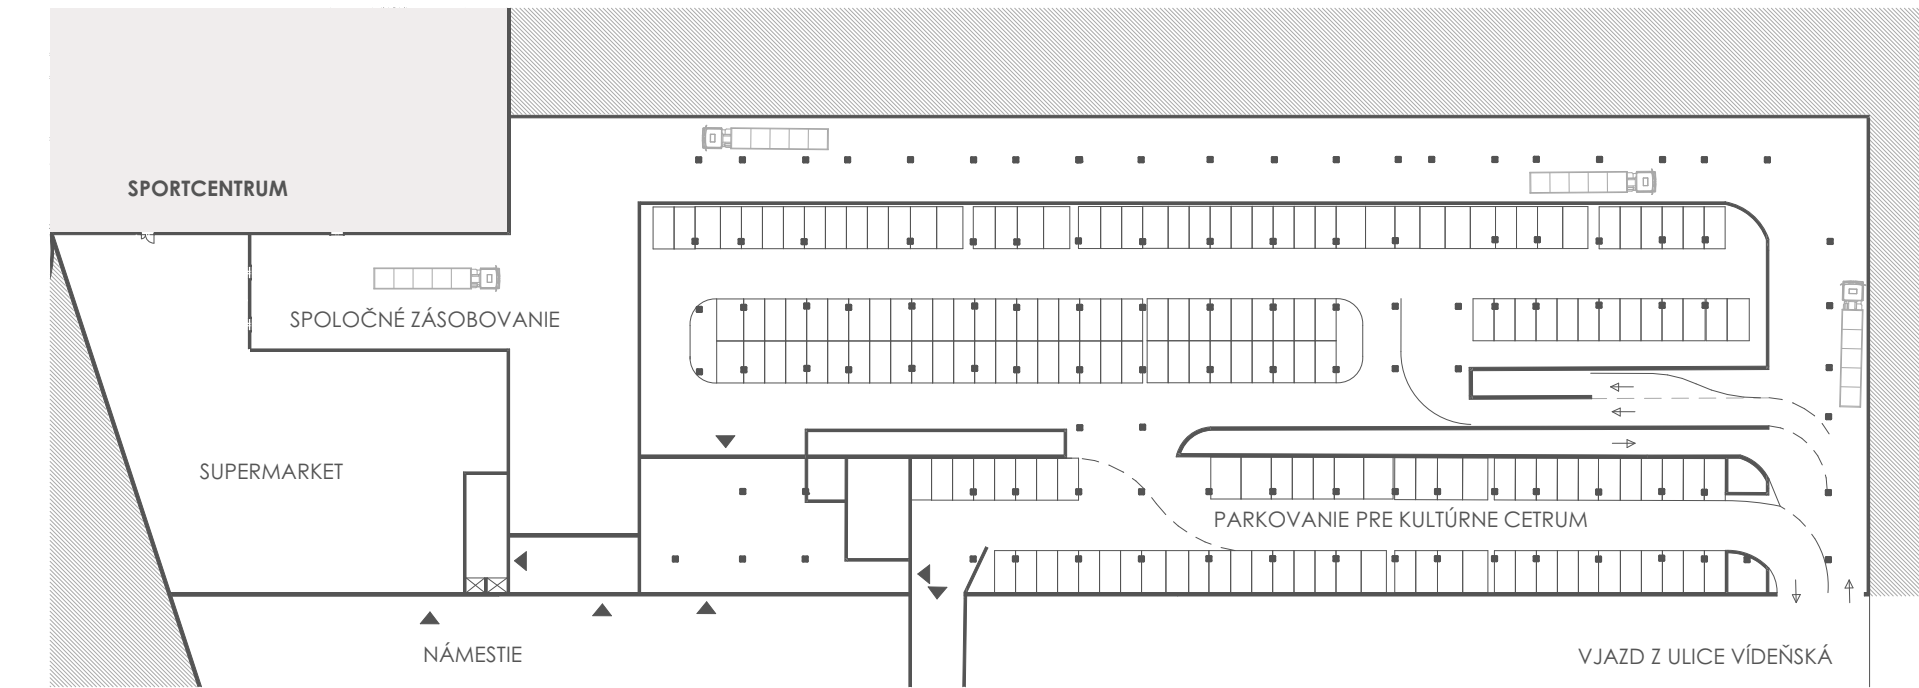 SPORTCENTRUM
SPOLOČNÉ ZÁSOBOVANIE
SUPERMARKET
PARKOVANIE PRE KULTÚRNE CETRUM
NÁMESTIE
VJAZD Z ULICE VÍDEŇSKÁ